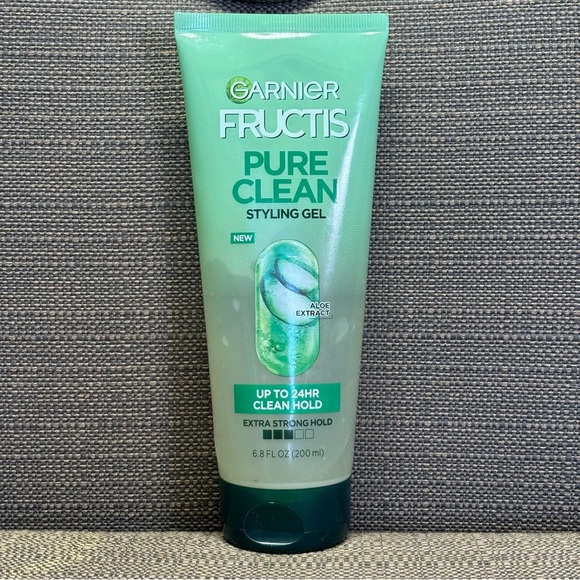 GARNIER
FRUCTIS
PURE
CLEAN
STYLING GEL
NEW
ALOE
EXTRACT
UP TO 24HR
CLEAN HOLD
EXTRA STRONG HOLD
6.8 FL OZ (200 ml)